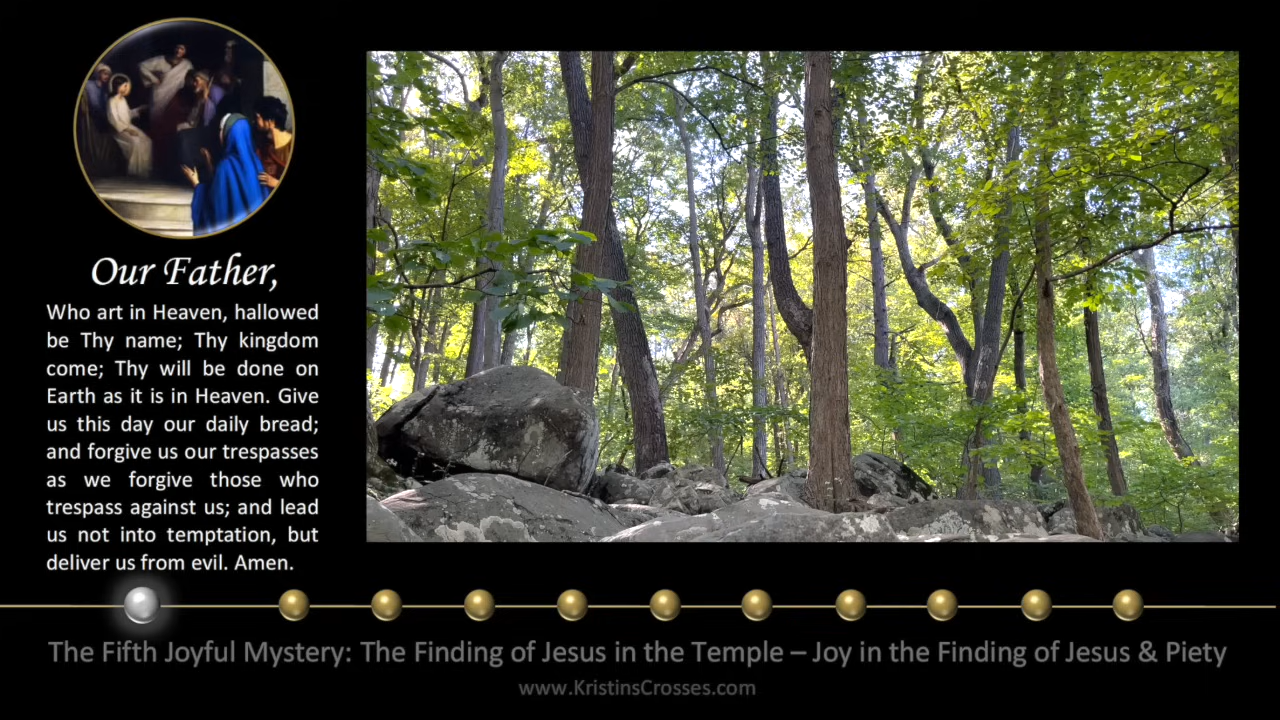 Our Father,
Who art in Heaven, hallowed
be Thy name; Thy kingdom
come; Thy will be done on
Earth as it is in Heaven. Give
us this day our daily bread;
and forgive us our trespasses
as we forgive those who
trespass against us; and lead
us not into temptation, but
deliver us from evil. Amen.
The Fifth Joyful Mystery: The Finding of Jesus in the Temple – Joy in the Finding of Jesus & Piety
www.KristinsCrosses.com